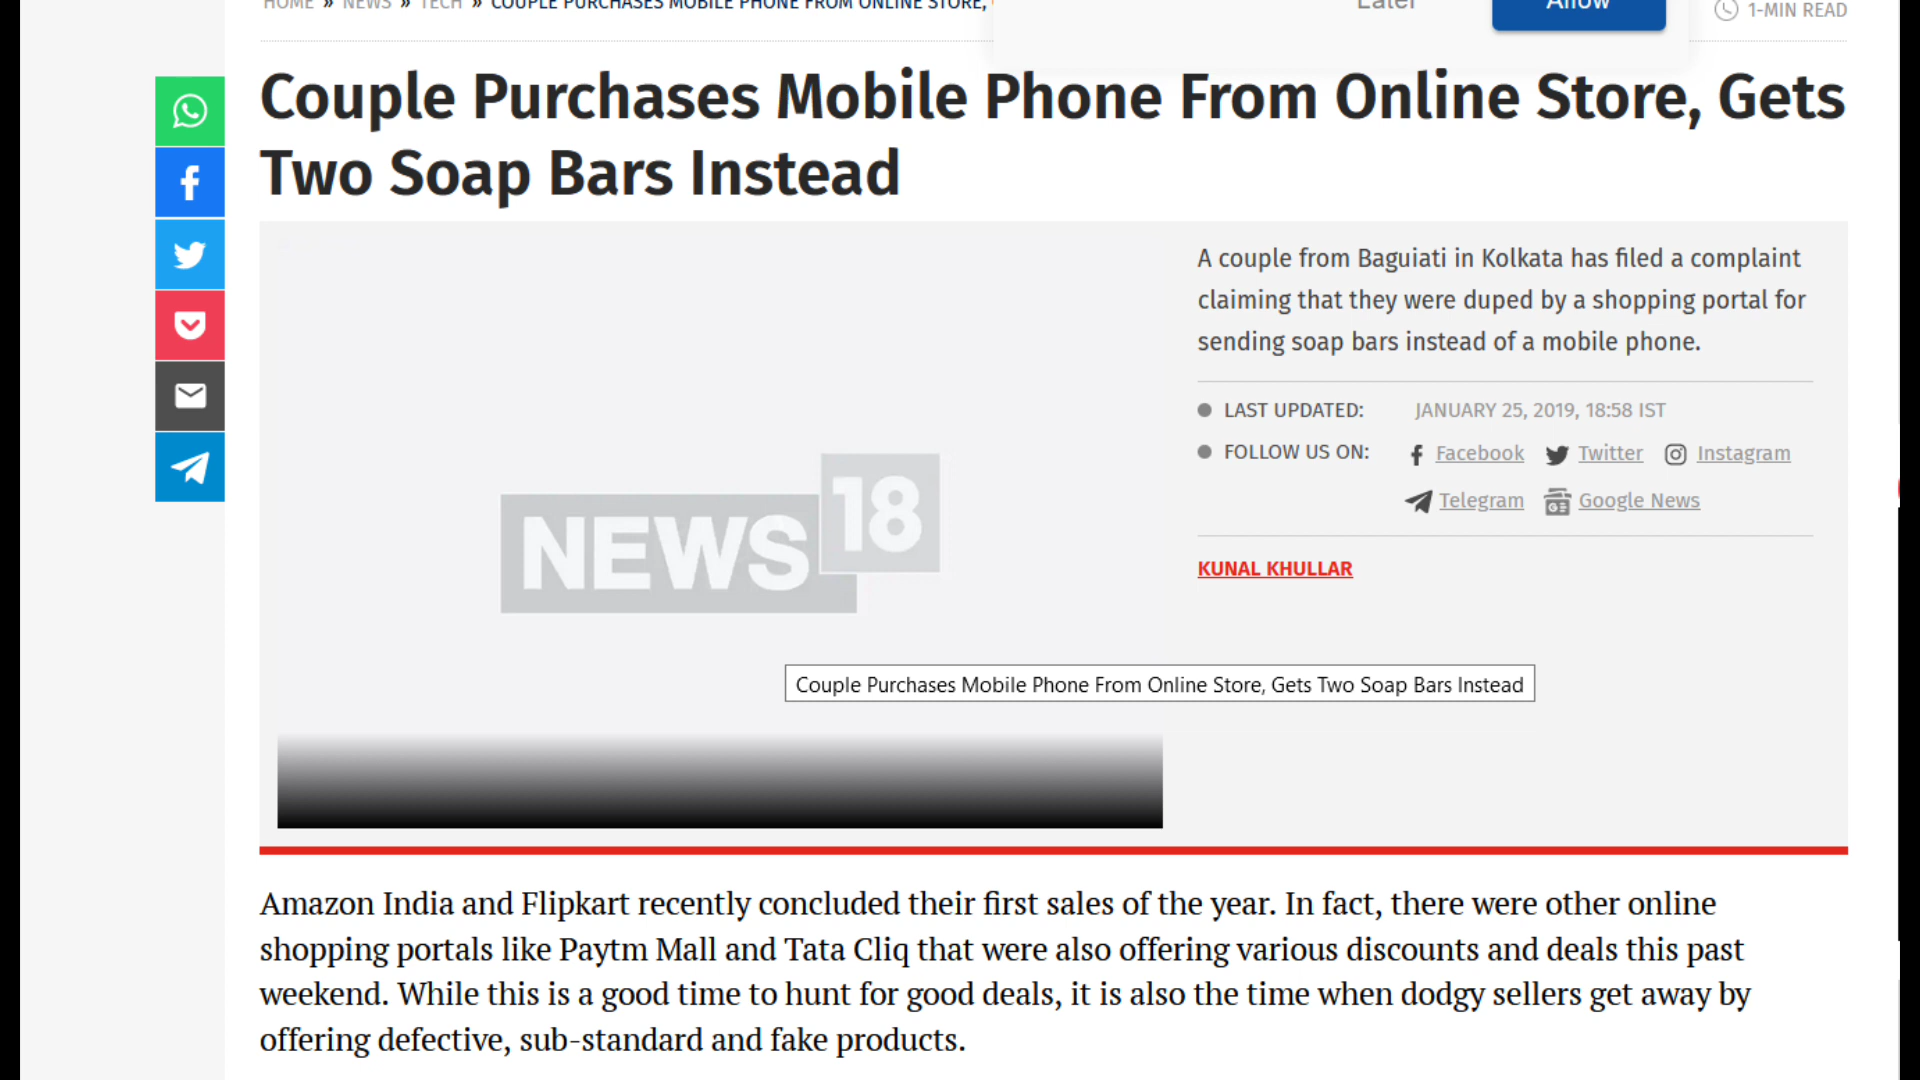 HOME » NEWS » TECH » COUPLE PURCHASES MOBILE PHONE FROM ONLINE STORE,
Later
Allow
1-MIN READ
Couple Purchases Mobile Phone From Online Store, Gets
Two Soap Bars Instead
A couple from Baguiati in Kolkata has filed a complaint
claiming that they were duped by a shopping portal for
sending soap bars instead of a mobile phone.
LAST UPDATED: JANUARY 25, 2019, 18:58 IST
FOLLOW US ON: Facebook Twitter Instagram
Telegram Google News
KUNAL KHULLAR
NEWS 18
Couple Purchases Mobile Phone From Online Store, Gets Two Soap Bars Instead
Amazon India and Flipkart recently concluded their first sales of the year. In fact, there were other online
shopping portals like Paytm Mall and Tata Cliq that were also offering various discounts and deals this past
weekend. While this is a good time to hunt for good deals, it is also the time when dodgy sellers get away by
offering defective, sub-standard and fake products.